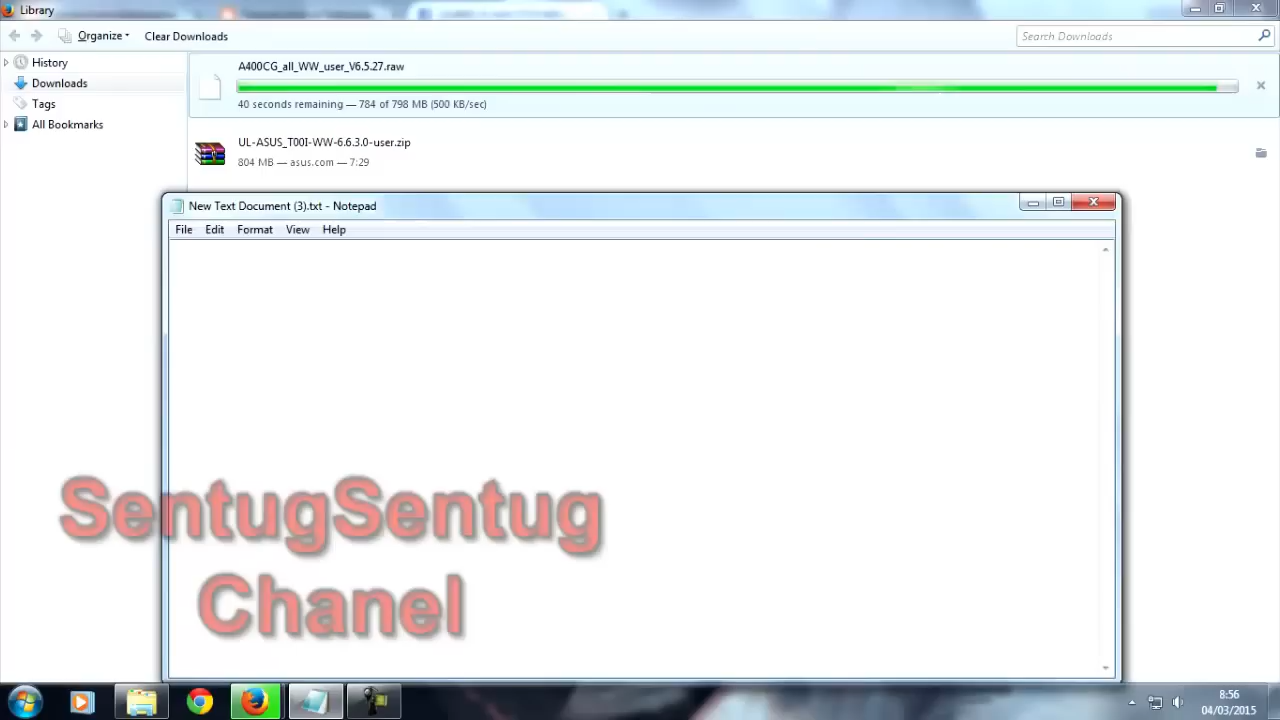 Library
Organize
Clear Downloads
Search Downloads
History
Downloads
Tags
All Bookmarks
A400CG_all_WW_user_V6.5.27.raw
40 seconds remaining — 784 of 798 MB (500 KB/sec)
UL-ASUS_T00I-WW-6.6.3.0-user.zip
804 MB — asus.com — 7:29
New Text Document (3).txt - Notepad
File Edit Format View Help
SentugSentug
Chanel
8:56
04/03/2015